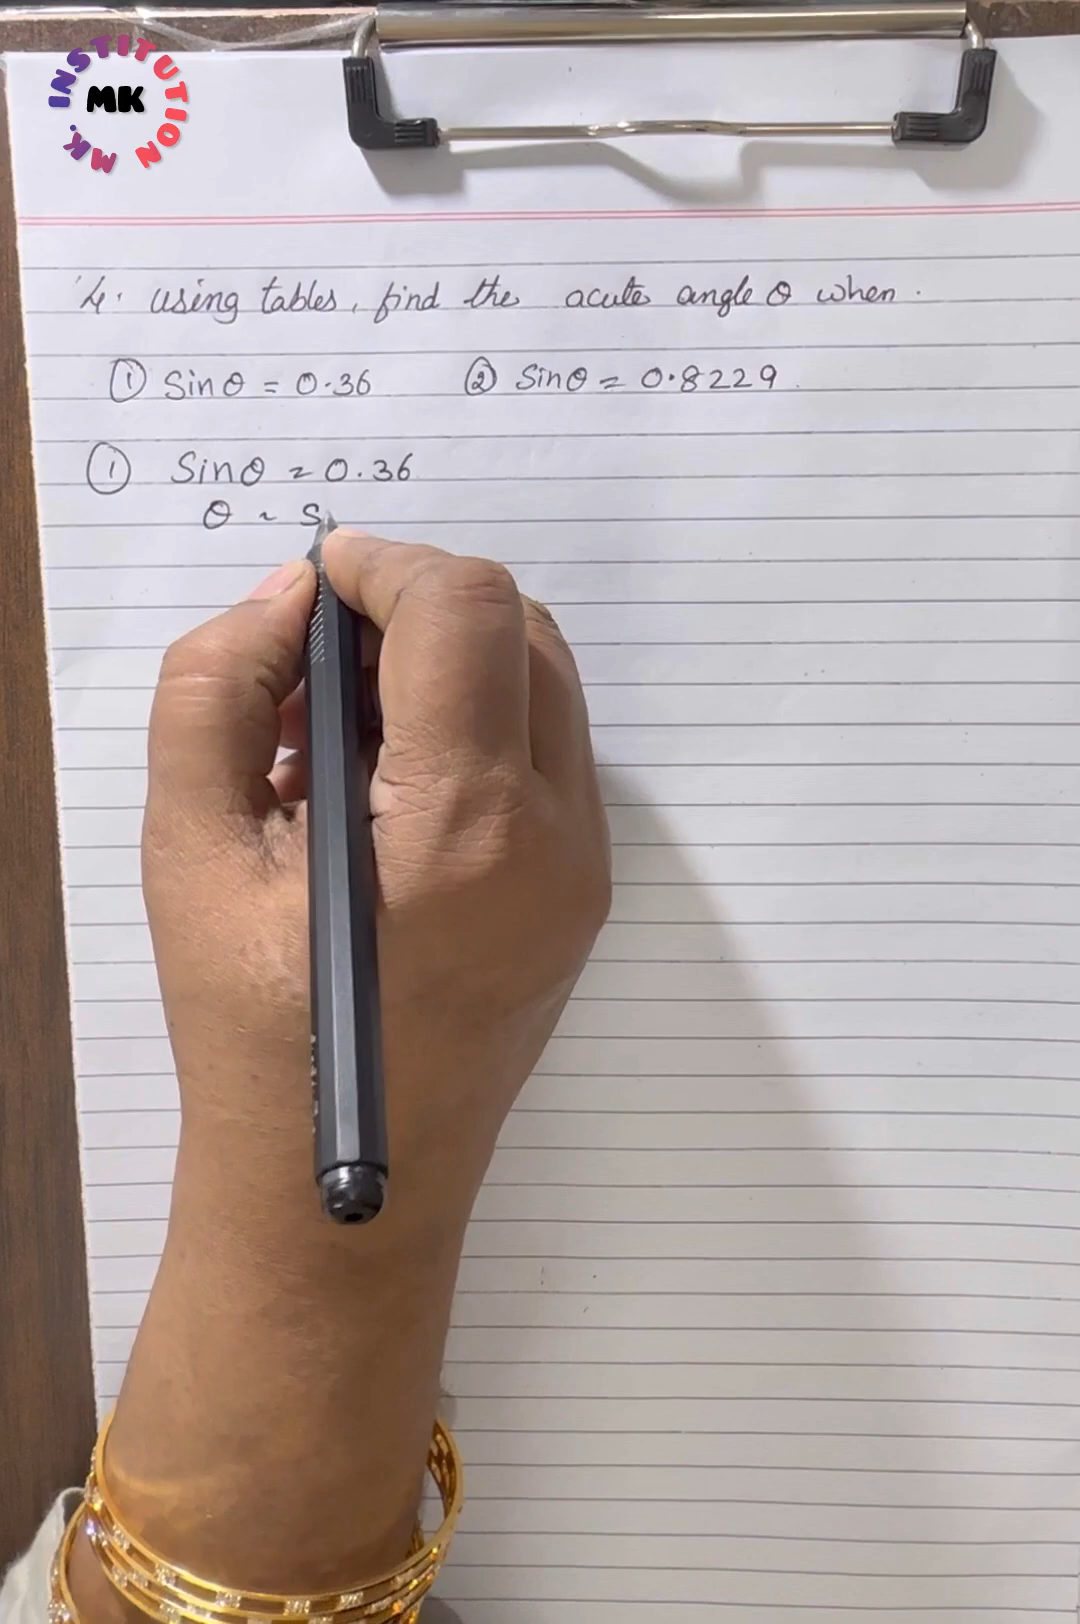 MK. INSTITUTION
MK
4. using tables, find the acute angle θ when.
① Sinθ = 0.36 ② Sinθ = 0.8229.
① Sinθ = 0.36
θ ~ S